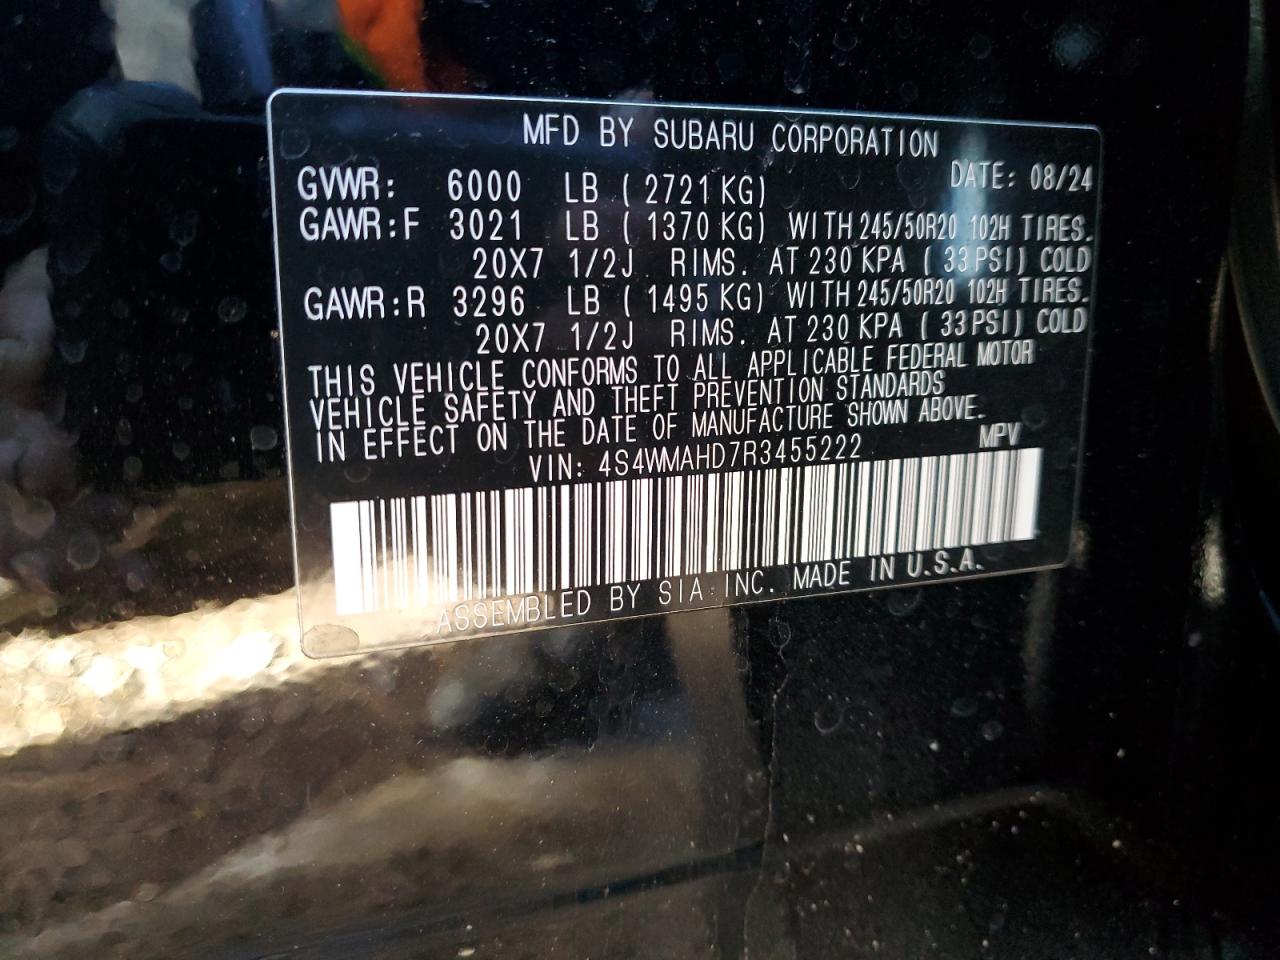 MFD BY SUBARU CORPORATION
DATE: 08/24
GVWR: 6000 LB (2721 KG)
GAWR:F 3021 LB (1370 KG) WITH 245/50R20 102H TIRES.
20X7 1/2J RIMS. AT 230 KPA (33 PSI) COLD
GAWR:R 3296 LB (1495 KG) WITH 245/50R20 102H TIRES.
20X7 1/2J RIMS. AT 230 KPA (33 PSI) COLD
THIS VEHICLE CONFORMS TO ALL APPLICABLE FEDERAL MOTOR
VEHICLE SAFETY AND THEFT PREVENTION STANDARDS
IN EFFECT ON THE DATE OF MANUFACTURE SHOWN ABOVE.
VIN: 4S4WMAHD7R3455222 MPV
ASSEMBLED BY SIA INC. MADE IN U.S.A.